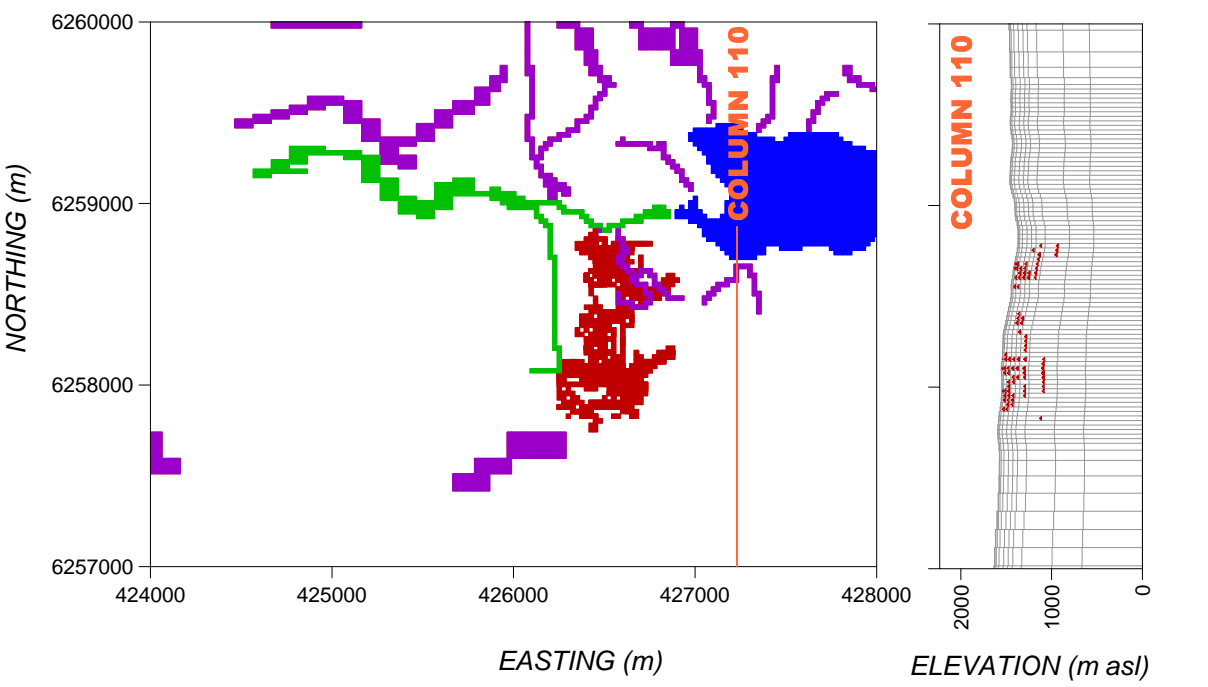 6260000
6259000
6258000
6257000
NORTHING (m)
424000
425000
426000
427000
428000
EASTING (m)
COLUMN 110
COLUMN 110
2000
1000
0
ELEVATION (m asl)